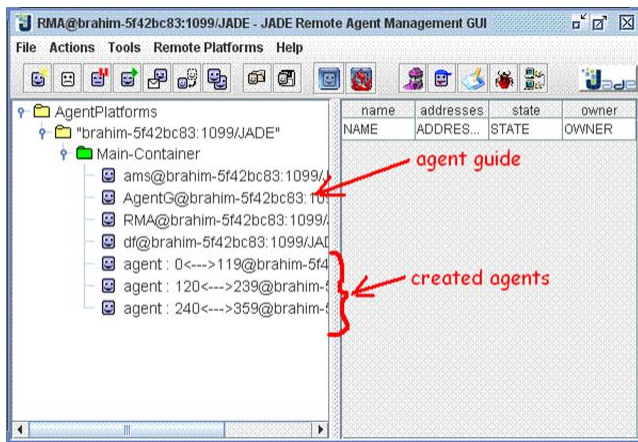 RMA@brahim-5f42bc83:1099/JADE - JADE Remote Agent Management GUI
File Actions Tools Remote Platforms Help
Jade
AgentPlatforms
"brahim-5f42bc83:1099/JADE"
Main-Container
ams@brahim-5f42bc83:1099/J
AgentG@brahim-5f42bc83:109
RMA@brahim-5f42bc83:1099/
df@brahim-5f42bc83:1099/JAD
agent : 0<--->119@brahim-5f4
agent : 120<--->239@brahim-5
agent : 240<--->359@brahim-5
name addresses state owner
NAME ADDRES... STATE OWNER
agent guide
created agents